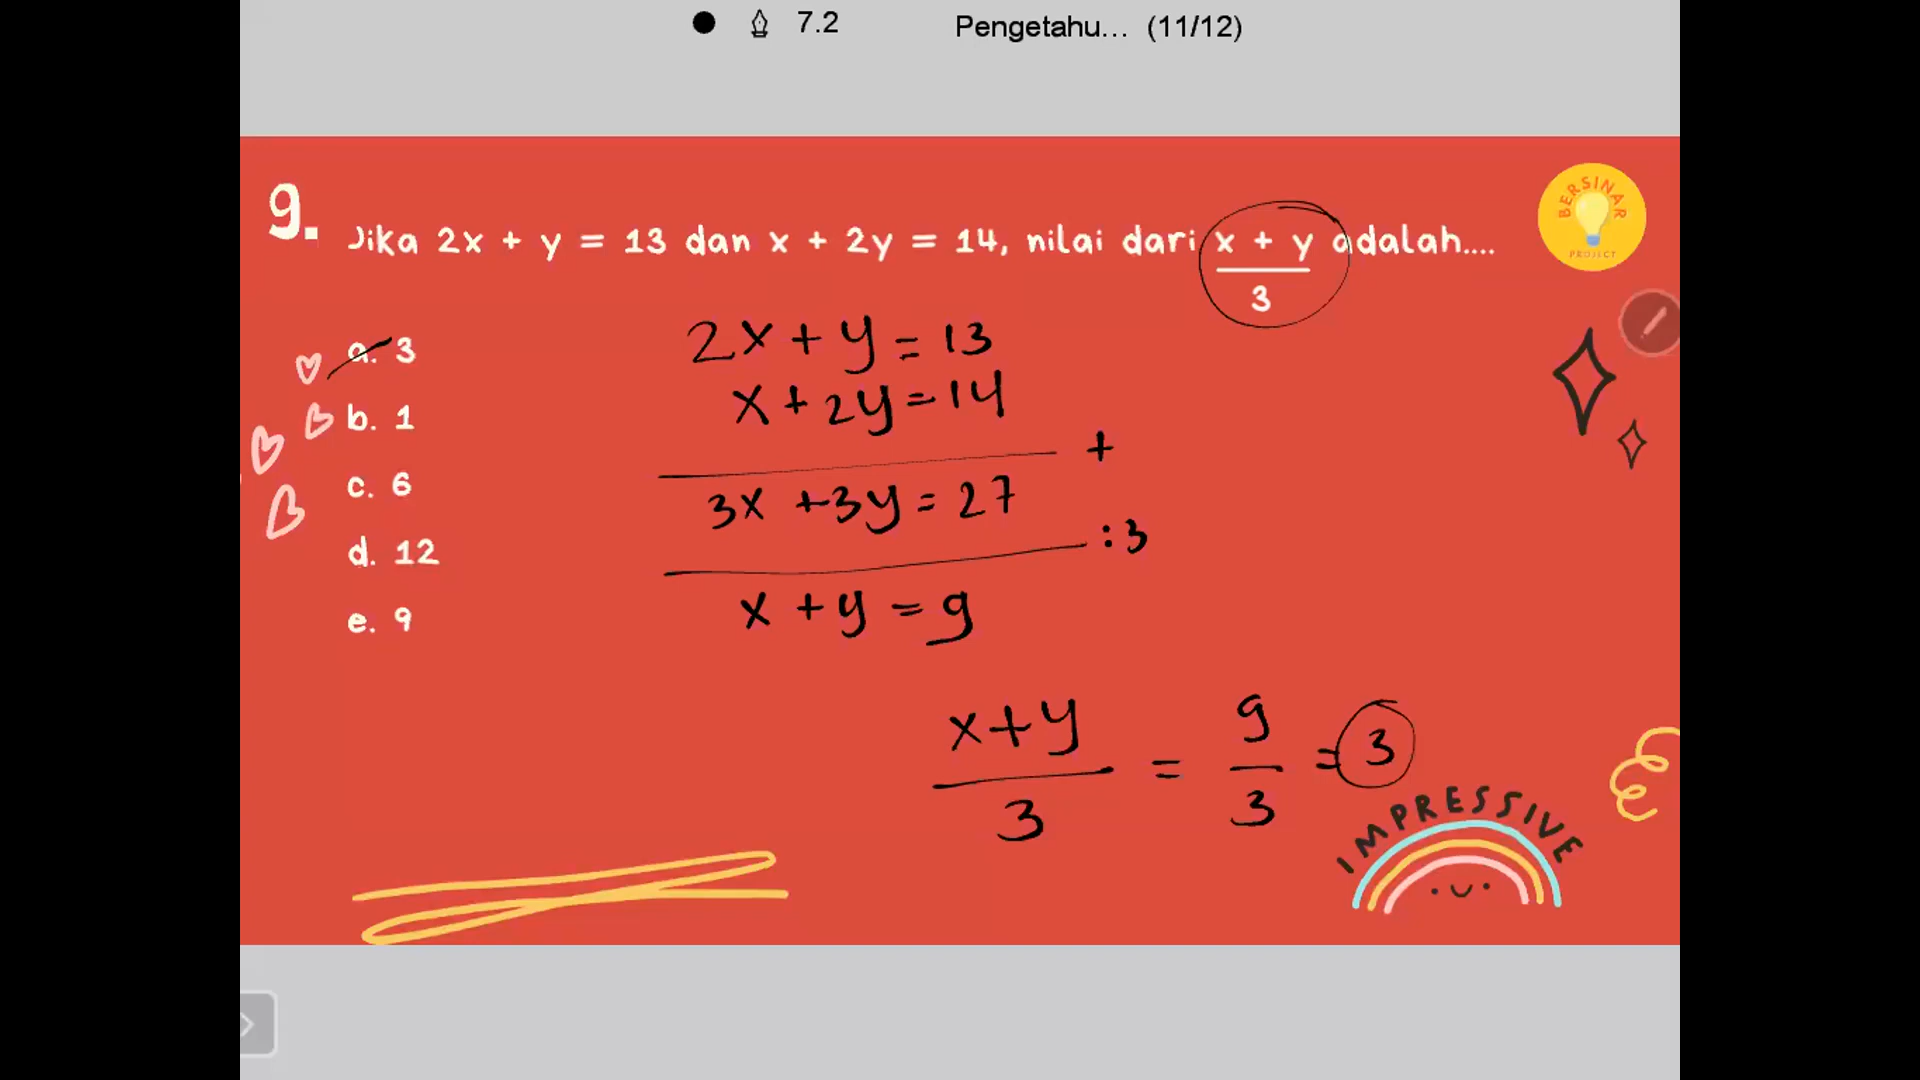 7.2 Pengetahu... (11/12)
9.
Jika 2x + y = 13 dan x + 2y = 14, nilai dari x + y adalah....
3
BERSINAR
PROJECT
a. 3
b. 1
c. 6
d. 12
e. 9
2x + y = 13
x + 2y = 14
+
3x + 3y = 27
:3
x + y = 9
x+y
3
=
9
3
= 3
IMPRESSIVE